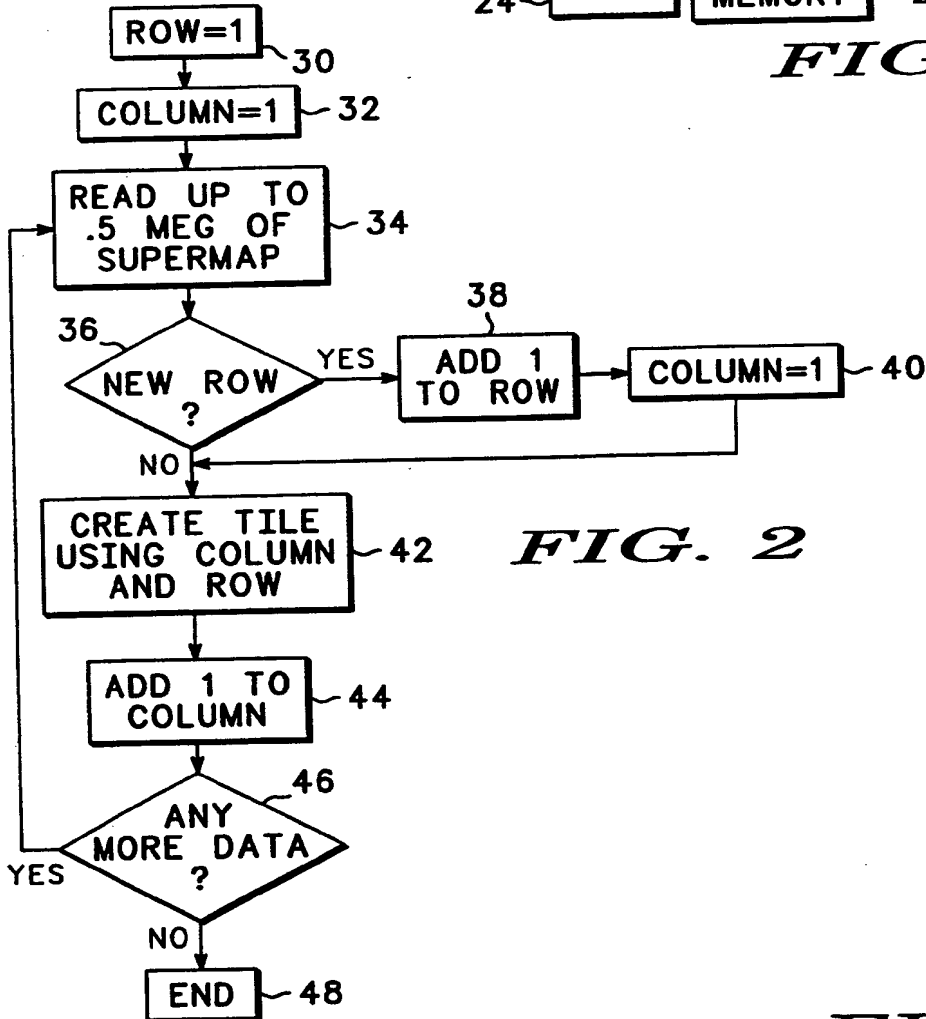 24
MEMORY
FIG
ROW=1
30
COLUMN=1
32
READ UP TO
.5 MEG OF
SUPERMAP
34
36
NEW ROW
?
YES
38
ADD 1
TO ROW
COLUMN=1
40
NO
CREATE TILE
USING COLUMN
AND ROW
42
FIG. 2
ADD 1 TO
COLUMN
44
46
ANY
MORE DATA
?
YES
NO
END
48